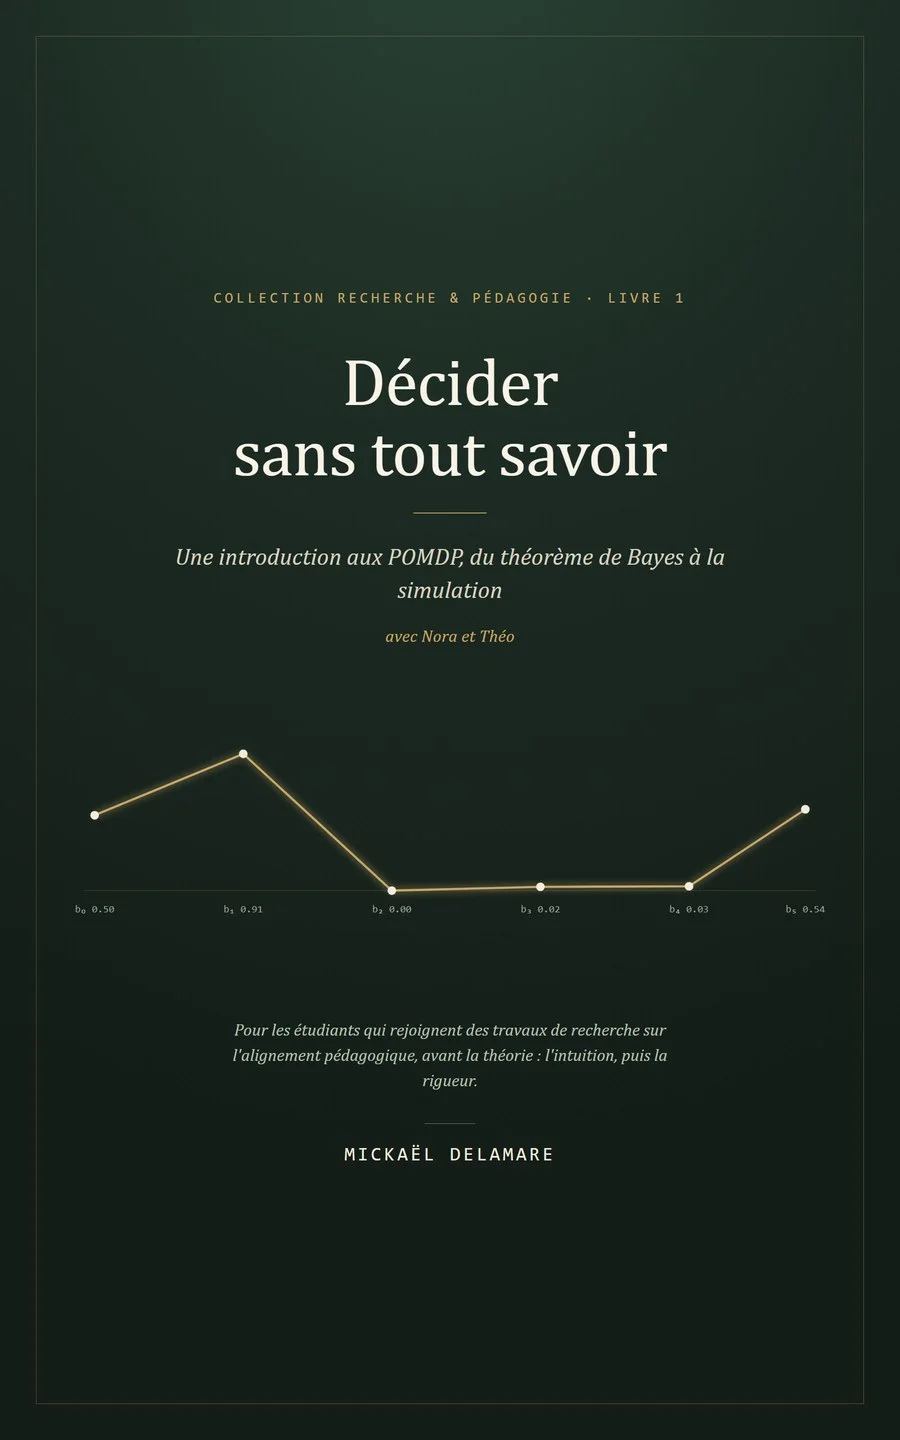 COLLECTION RECHERCHE & PÉDAGOGIE · LIVRE 1
Décider
sans tout savoir
Une introduction aux POMDP, du théorème de Bayes à la
simulation
avec Nora et Théo
b₀ 0.50 b₁ 0.91 b₂ 0.00 b₃ 0.02 b₄ 0.03 b₅ 0.54
Pour les étudiants qui rejoignent des travaux de recherche sur
l'alignement pédagogique, avant la théorie : l'intuition, puis la
rigueur.
MICKAËL DELAMARE